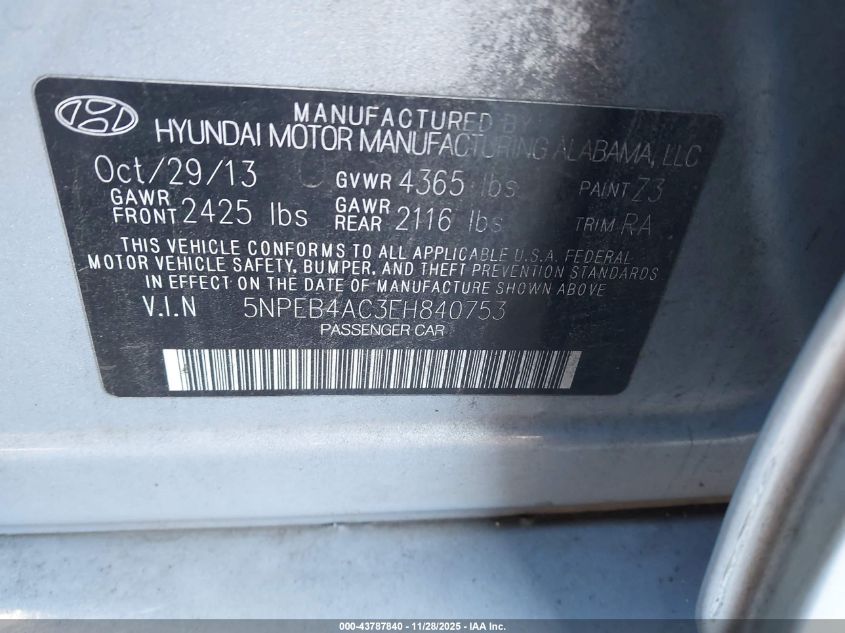 MANUFACTURED BY
HYUNDAI MOTOR MANUFACTURING ALABAMA, LLC
Oct/29/13 GVWR 4365 lbs PAINT Z3
GAWR FRONT 2425 lbs GAWR REAR 2116 lbs TRIM RA
THIS VEHICLE CONFORMS TO ALL APPLICABLE U.S.A. FEDERAL
MOTOR VEHICLE SAFETY, BUMPER, AND THEFT PREVENTION STANDARDS
IN EFFECT ON THE DATE OF MANUFACTURE SHOWN ABOVE.
V.I.N 5NPEB4AC3EH840753
PASSENGER CAR
000-43787840 - 11/28/2025 - IAA Inc.